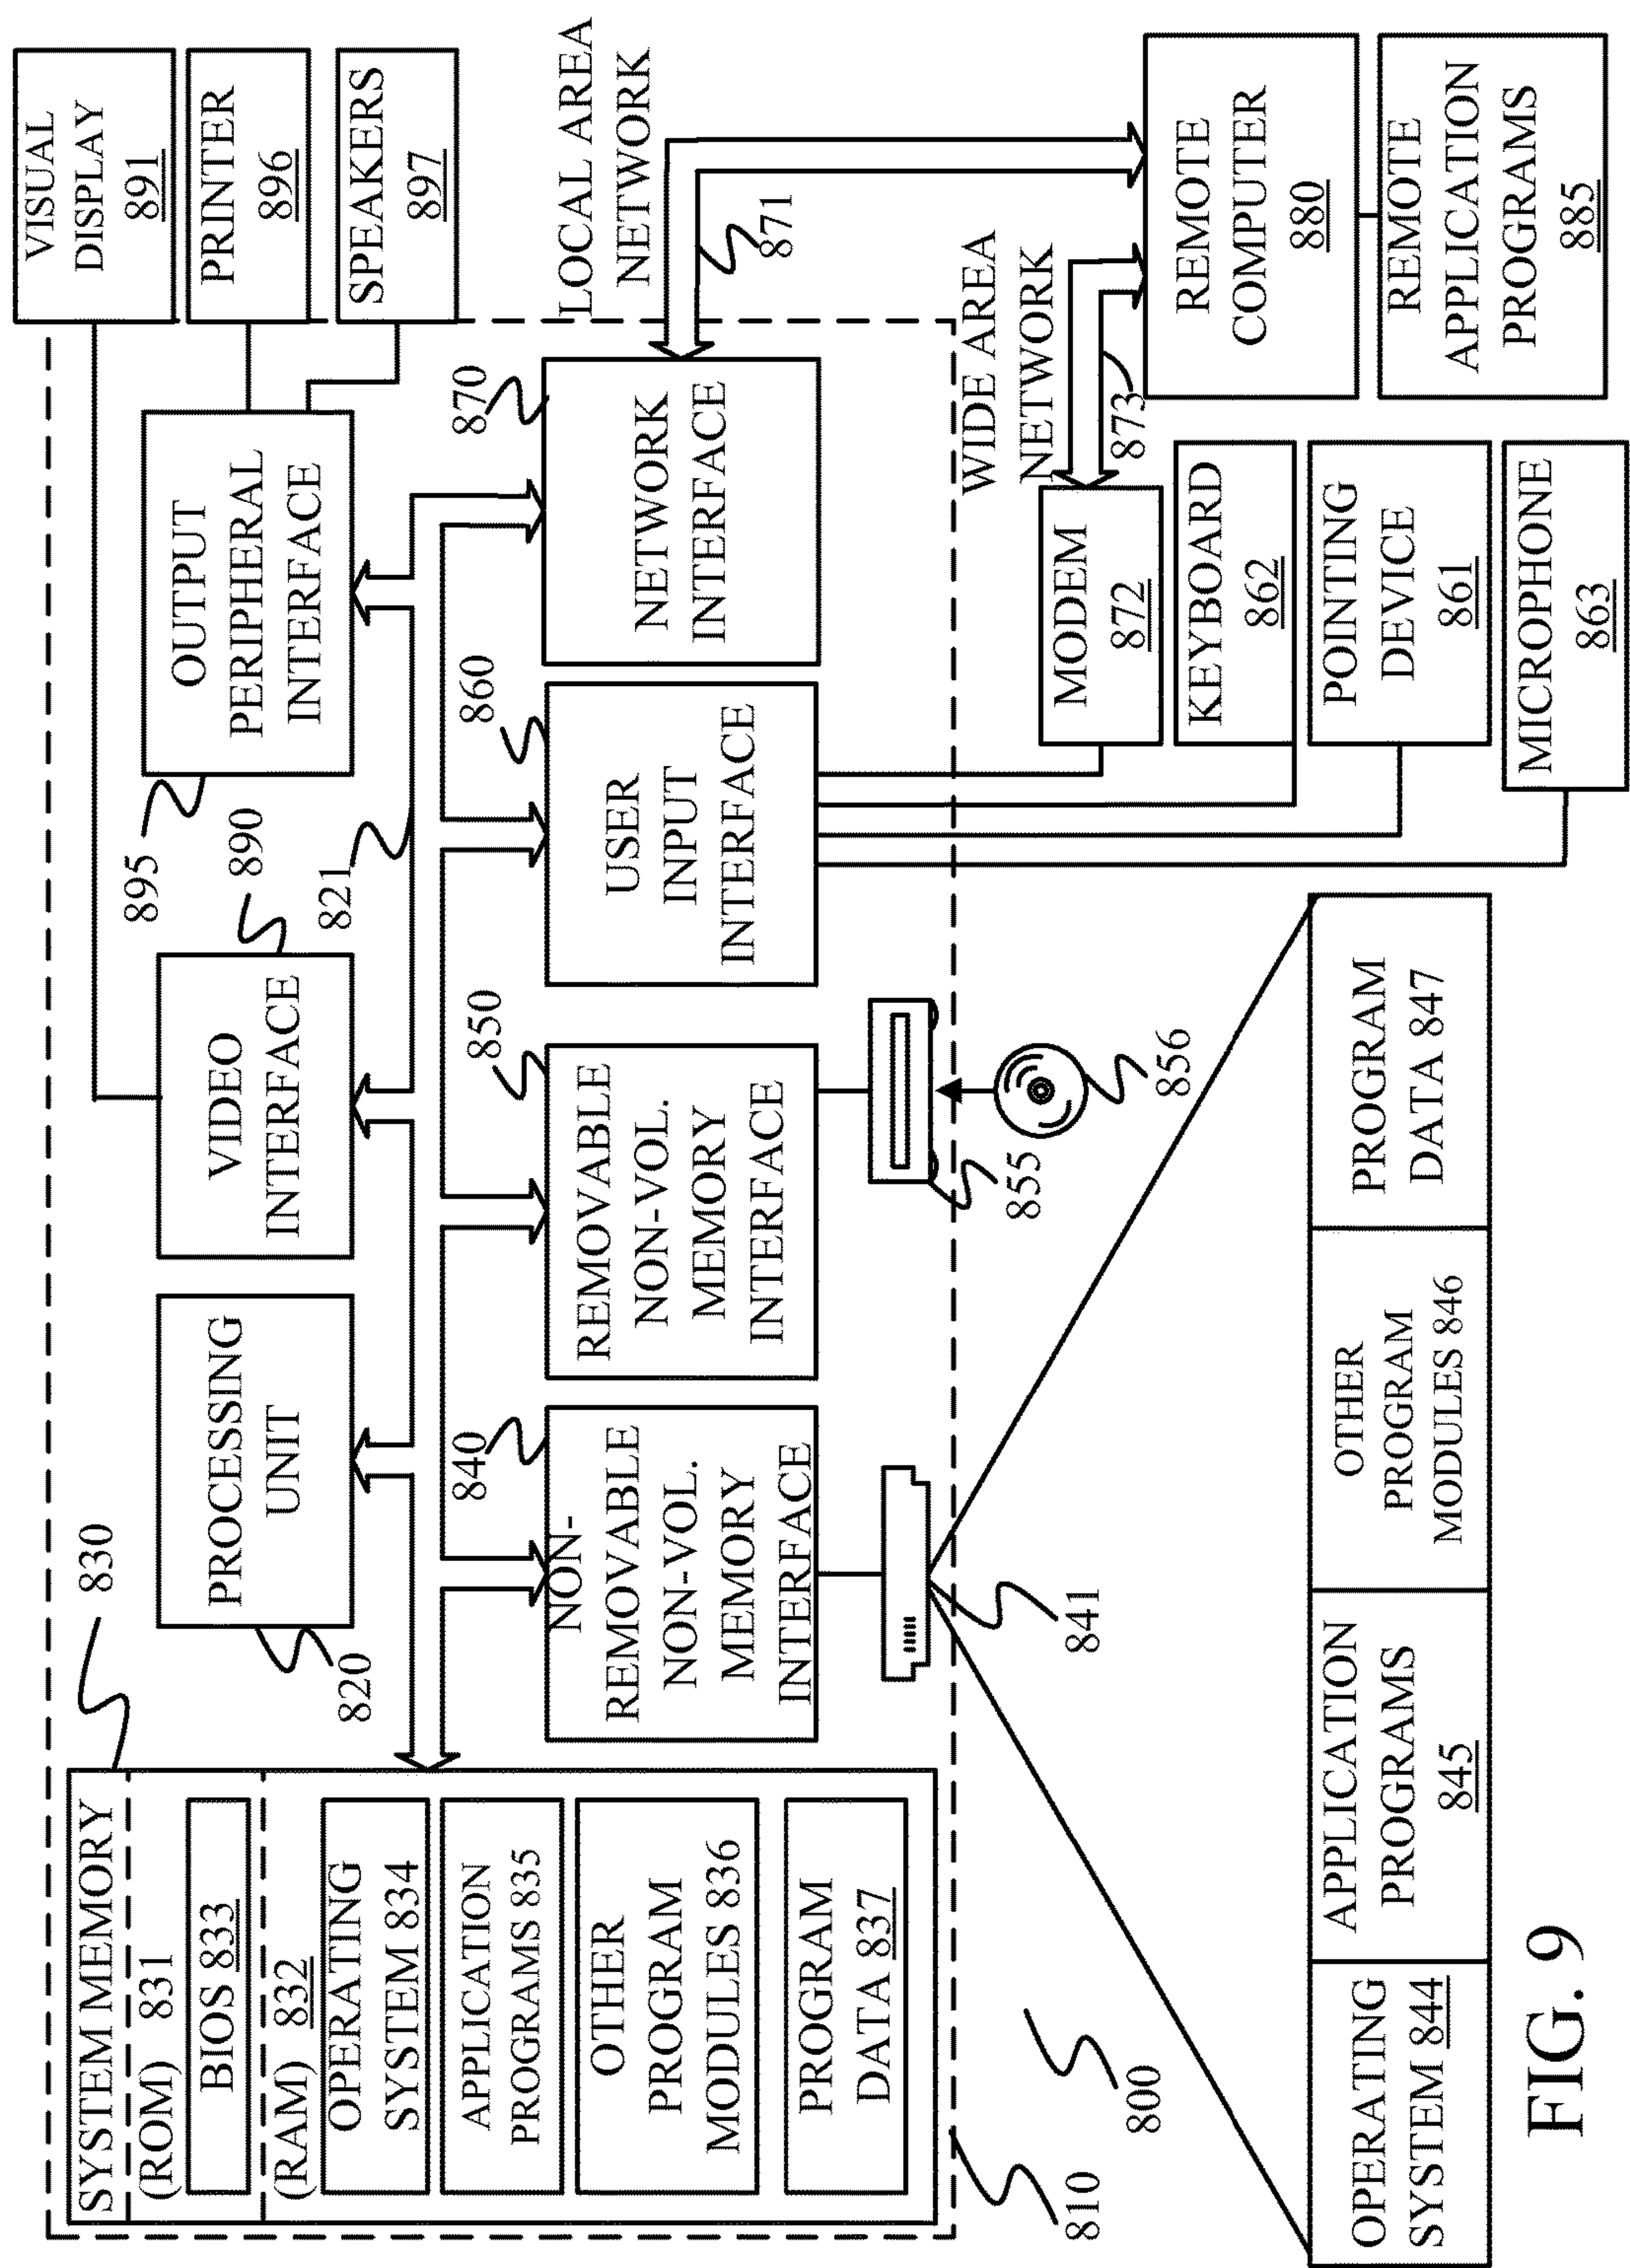 SYSTEM MEMORY
(ROM) 831
BIOS 833
(RAM) 832
OPERATING
SYSTEM 834
APPLICATION
PROGRAMS 835
OTHER
PROGRAM
MODULES 836
PROGRAM
DATA 837
830
820
PROCESSING
UNIT
VIDEO
INTERFACE
890
895
821
OUTPUT
PERIPHERAL
INTERFACE
VISUAL
DISPLAY
891
PRINTER
896
SPEAKERS
897
840
NON-
REMOVABLE
NON-VOL.
MEMORY
INTERFACE
850
REMOVABLE
NON-VOL.
MEMORY
INTERFACE
860
USER
INPUT
INTERFACE
870
NETWORK
INTERFACE
LOCAL AREA
NETWORK
871
WIDE AREA
NETWORK
873
841
855
856
MODEM
872
KEYBOARD
862
POINTING
DEVICE
861
MICROPHONE
863
REMOTE
COMPUTER
880
REMOTE
APPLICATION
PROGRAMS
885
810
800
OPERATING
SYSTEM 844
APPLICATION
PROGRAMS
845
OTHER
PROGRAM
MODULES 846
PROGRAM
DATA 847
FIG. 9